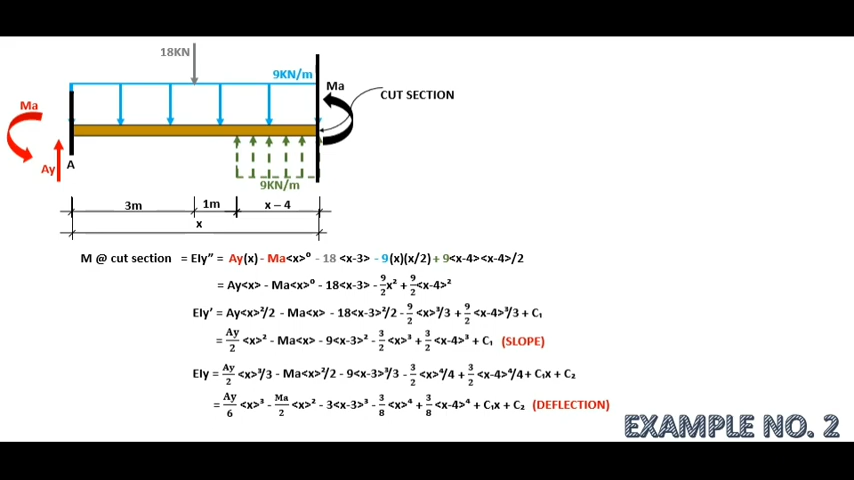 18KN
9KN/m
Ma
Ma
CUT SECTION
Ay
A
9KN/m
3m
1m
x – 4
x
M @ cut section = EIy” = Ay(x) - Ma<x>⁰ - 18 <x-3> - 9(x)(x/2) + 9<x-4><x-4>/2
= Ay<x> - Ma<x>⁰ - 18<x-3> - 9/2 x² + 9/2 <x-4>²
EIy’ = Ay<x>²/2 - Ma<x> - 18<x-3>²/2 - 9/2 <x>³/3 + 9/2 <x-4>³/3 + C₁
= Ay/2 <x>² - Ma<x> - 9<x-3>² - 3/2 <x>³ + 3/2 <x-4>³ + C₁ (SLOPE)
EIy = Ay/2 <x>³/3 - Ma<x>²/2 - 9<x-3>³/3 - 3/2 <x>⁴/4 + 3/2 <x-4>⁴/4 + C₁x + C₂
= Ay/6 <x>³ - Ma/2 <x>² - 3<x-3>³ - 3/8 <x>⁴ + 3/8 <x-4>⁴ + C₁x + C₂ (DEFLECTION)
EXAMPLE NO. 2